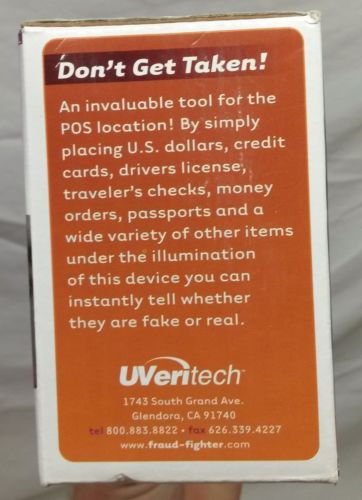 Don't Get Taken!
An invaluable tool for the
POS location! By simply
placing U.S. dollars, credit
cards, drivers license,
traveler's checks, money
orders, passports and a
wide variety of other items
under the illumination
of this device you can
instantly tell whether
they are fake or real.
UVeritech
1743 South Grand Ave.
Glendora, CA 91740
tel 800.883.8822 • fax 626.339.4227
www.fraud-fighter.com